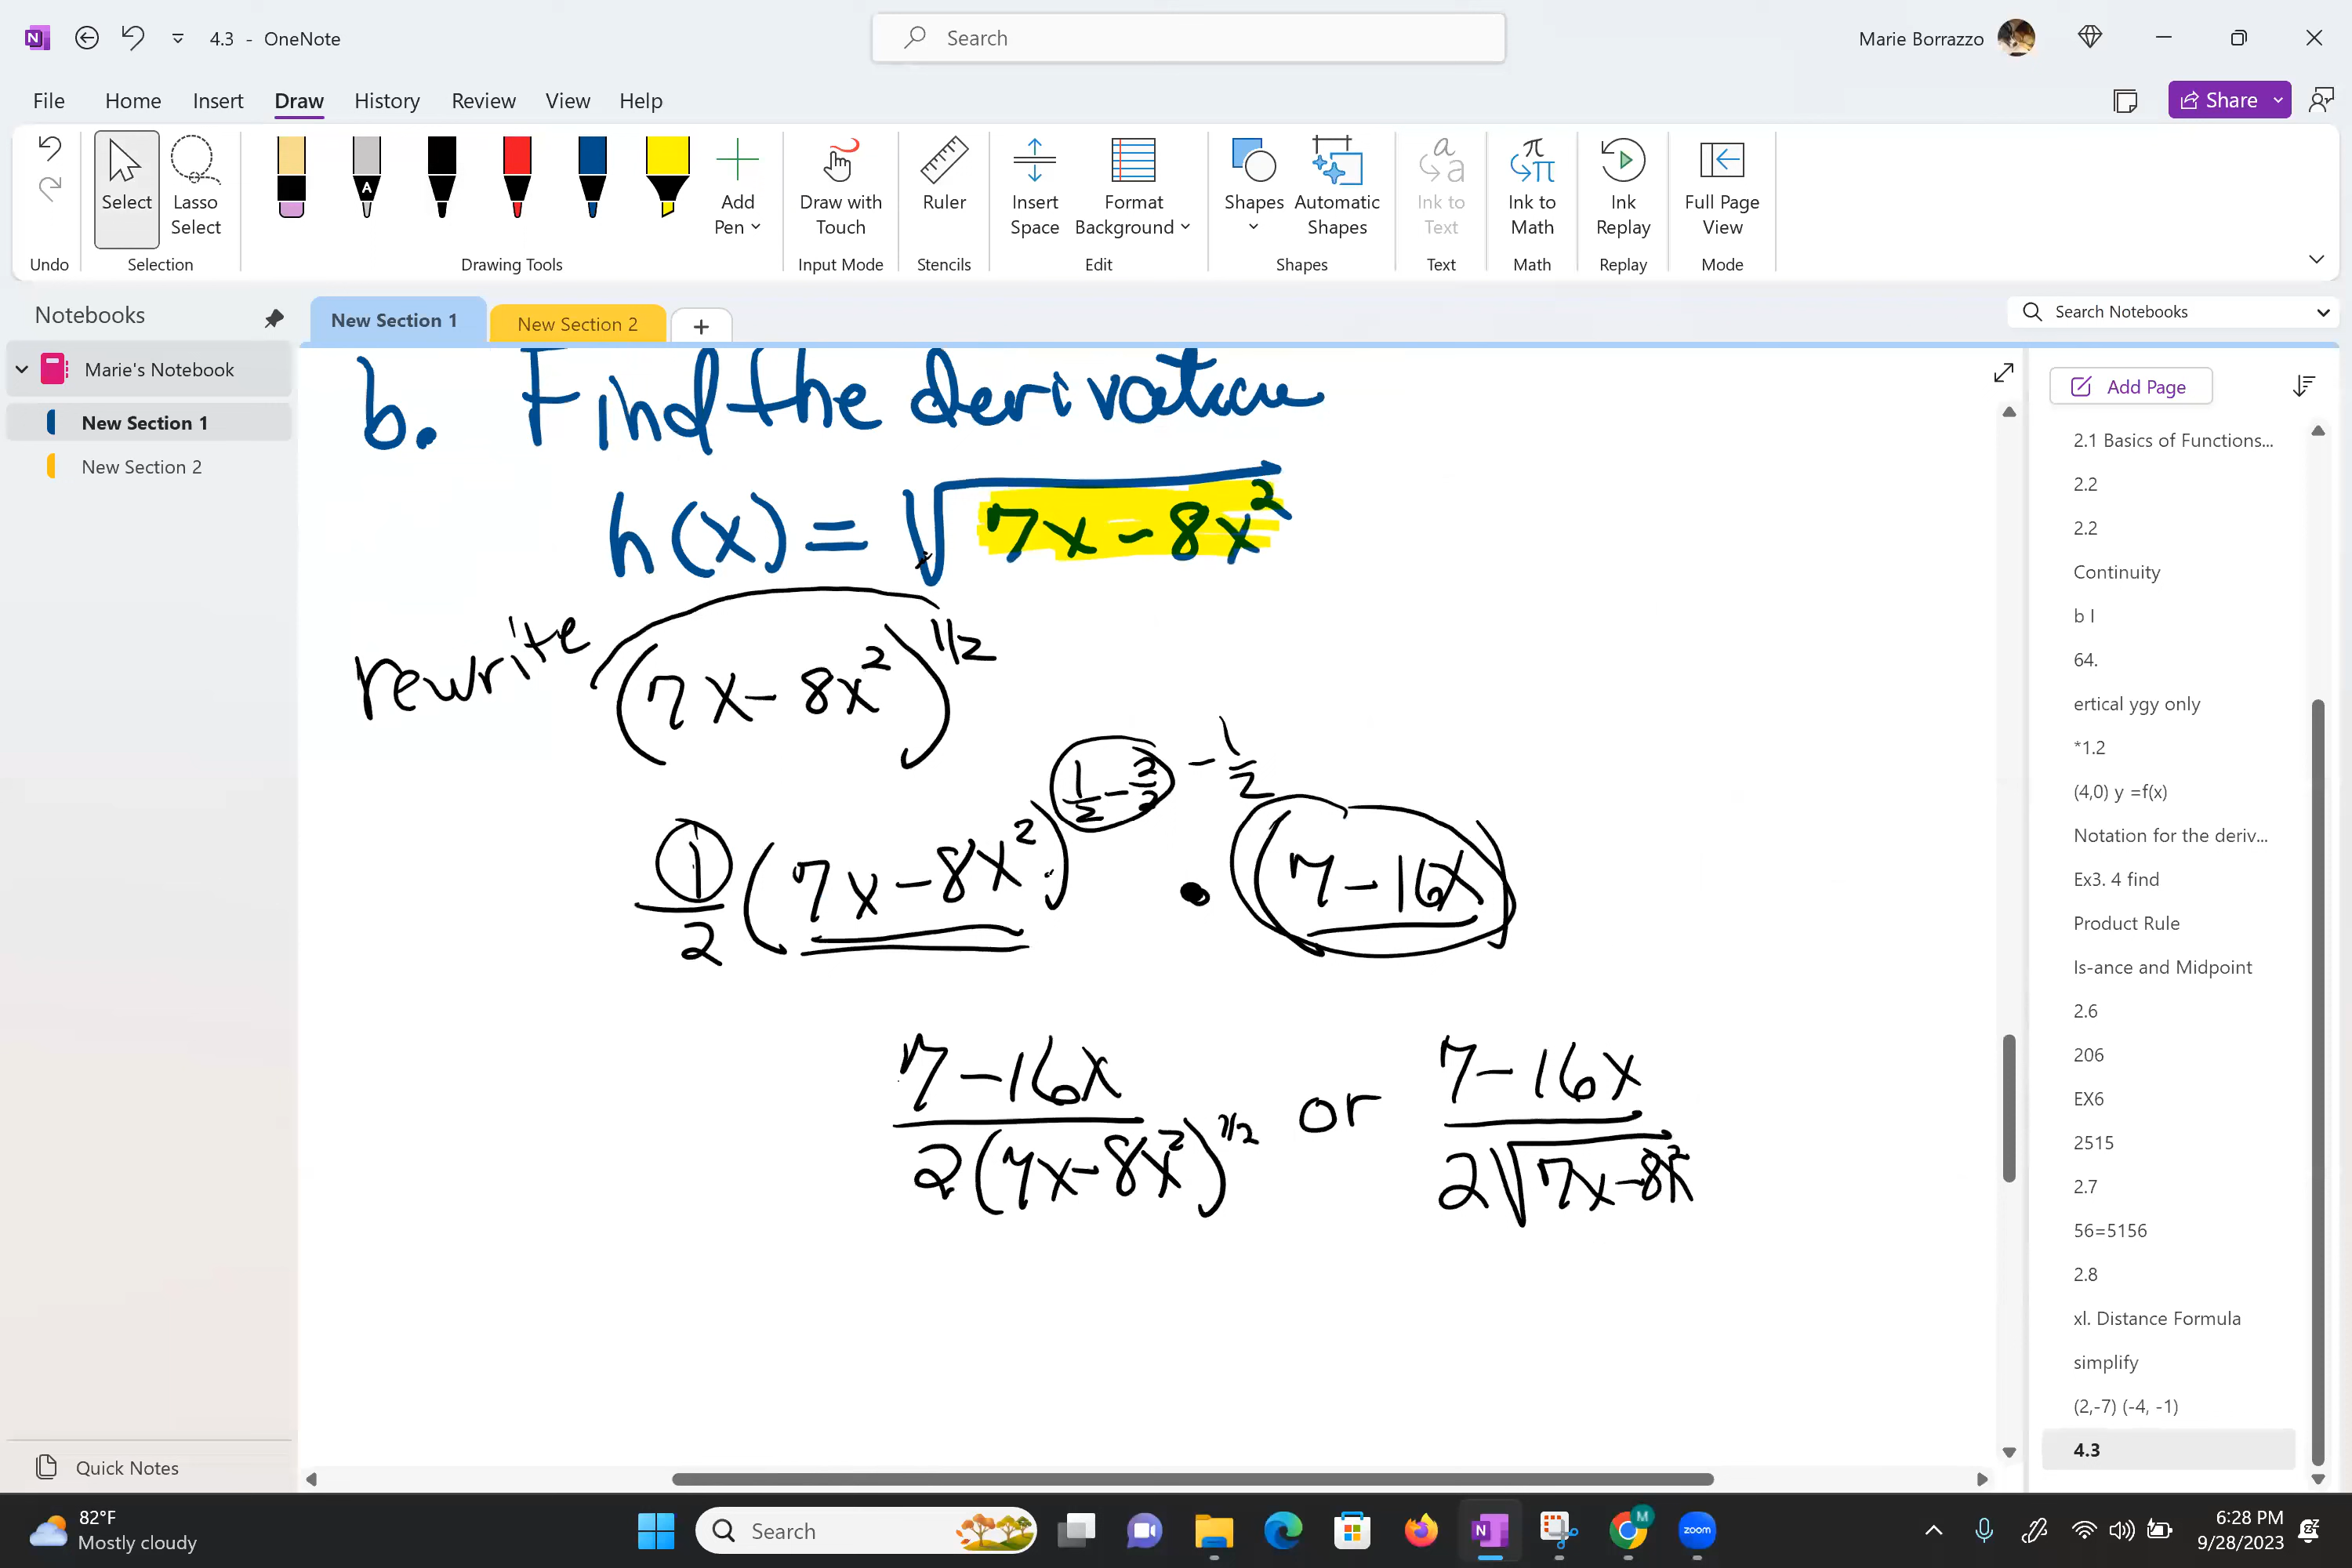 4.3 - OneNote
Search
Marie Borrazzo
File Home Insert Draw History Review View Help
Share
Select
Lasso Select
A
Add Pen
Draw with Touch
Ruler
Insert Space
Format Background
Shapes
Automatic Shapes
Ink to Text
Ink to Math
Ink Replay
Full Page View
Undo Selection Drawing Tools Input Mode Stencils Edit Shapes Text Math Replay Mode
Notebooks
Marie's Notebook
New Section 1
New Section 2
Quick Notes
New Section 1 New Section 2 +
Search Notebooks
b. Find the derivative
h(x) = √(7x - 8x²)
rewrite (7x - 8x²)^1/2
1/2 (7x - 8x²)^(1/2 - 2/2) -1/2 • (7 - 16x)
(7 - 16x)/(2(7x - 8x²)^1/2) or (7 - 16x)/(2√(7x - 8x²))
Add Page
2.1 Basics of Functions...
2.2
2.2
Continuity
b I
64.
ertical ygy only
*1.2
(4,0) y =f(x)
Notation for the deriv...
Ex3. 4 find
Product Rule
Is-ance and Midpoint
2.6
206
EX6
2515
2.7
56=5156
2.8
xl. Distance Formula
simplify
(2,-7) (-4, -1)
4.3
82°F
Mostly cloudy
Search
M
zoom
6:28 PM
9/28/2023